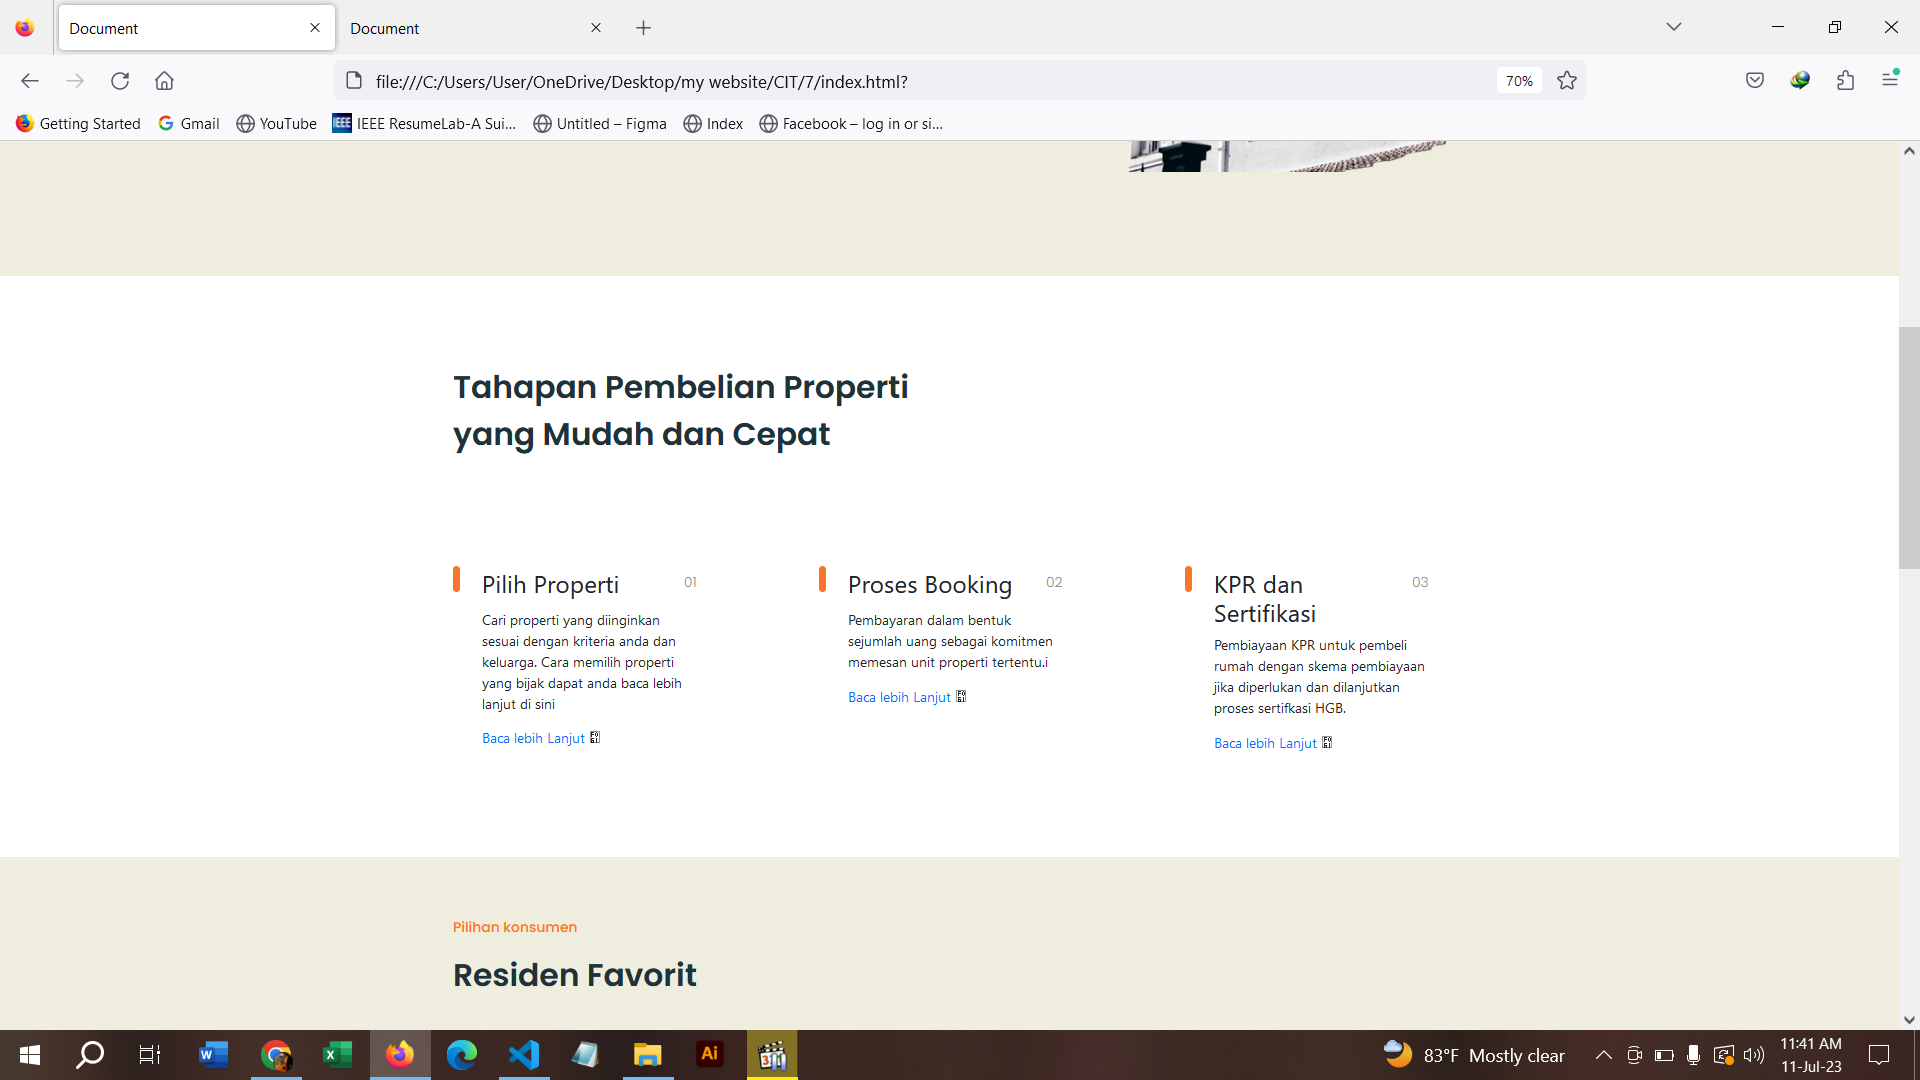 Document
Document
file:///C:/Users/User/OneDrive/Desktop/my website/CIT/7/index.html?
70%
Getting Started
Gmail
YouTube
IEEE ResumeLab-A Sui...
Untitled – Figma
Index
Facebook – log in or si...
Tahapan Pembelian Properti
yang Mudah dan Cepat
Pilih Properti
01
Cari properti yang diinginkan
sesuai dengan kriteria anda dan
keluarga. Cara memilih properti
yang bijak dapat anda baca lebih
lanjut di sini
Baca lebih Lanjut
Proses Booking
02
Pembayaran dalam bentuk
sejumlah uang sebagai komitmen
memesan unit properti tertentu.i
Baca lebih Lanjut
KPR dan
Sertifikasi
03
Pembiayaan KPR untuk pembeli
rumah dengan skema pembiayaan
jika diperlukan dan dilanjutkan
proses sertifkasi HGB.
Baca lebih Lanjut
Pilihan konsumen
Residen Favorit
83°F Mostly clear
11:41 AM
11-Jul-23